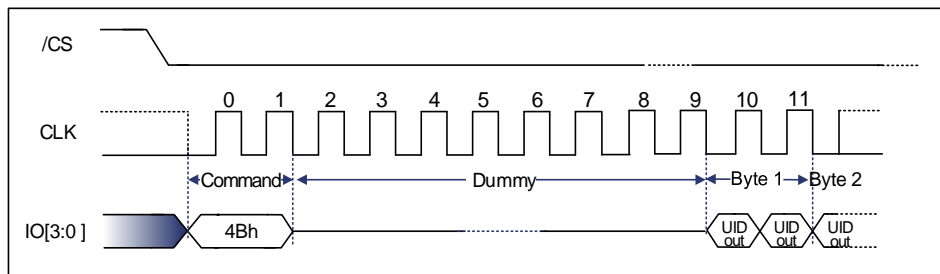 /CS
0 1 2 3 4 5 6 7 8 9 10 11
CLK
Command Dummy Byte 1 Byte 2
IO[3:0 ] 4Bh UID out UID out UID out